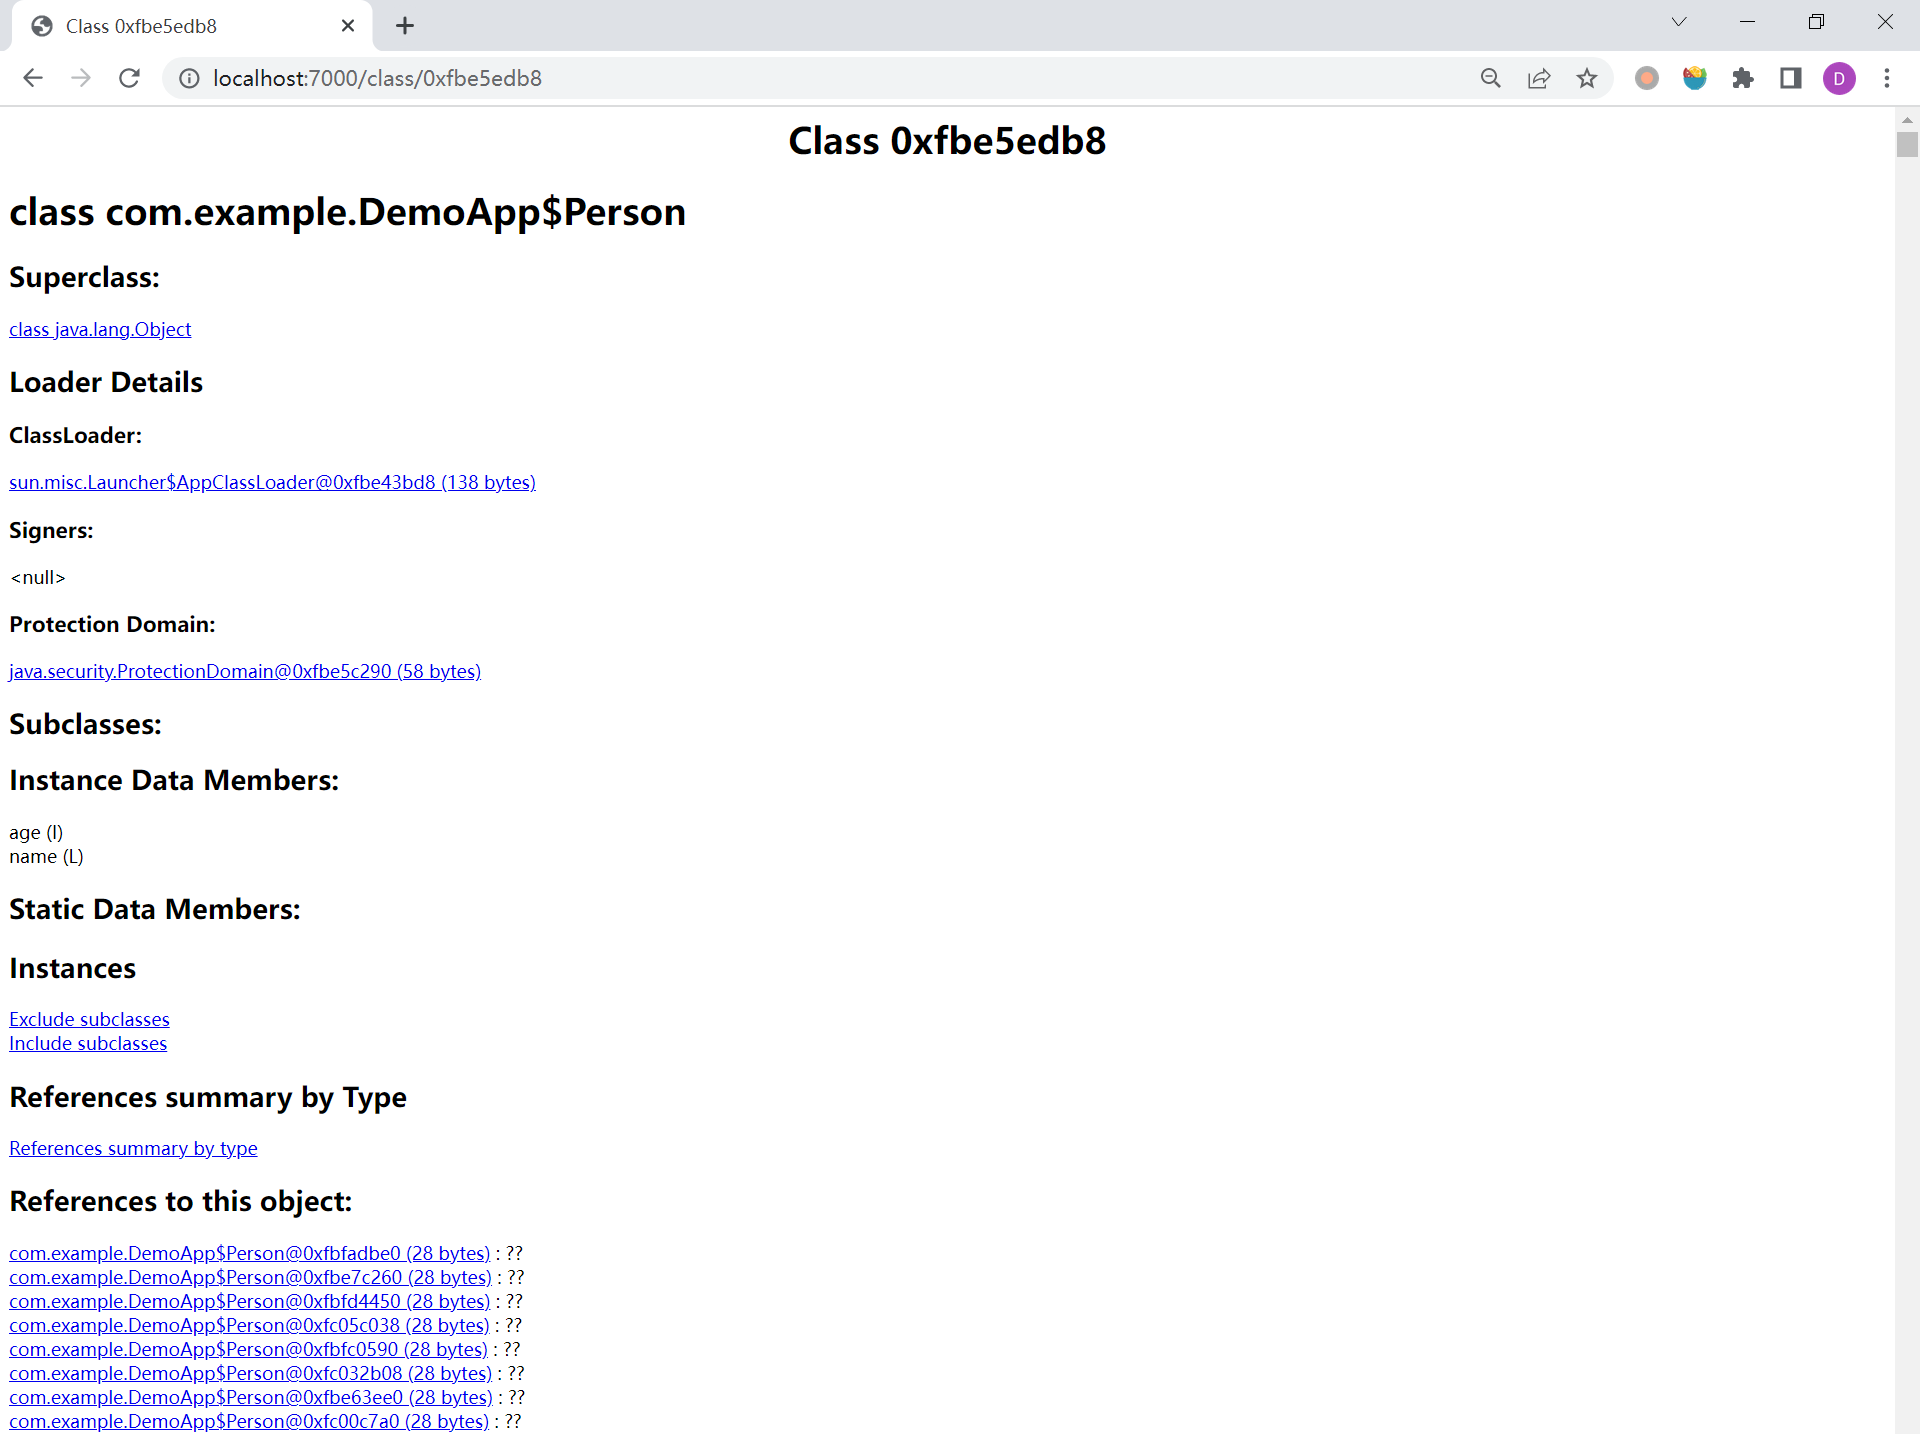 Class 0xfbe5edb8
localhost:7000/class/0xfbe5edb8
D
Class 0xfbe5edb8
class com.example.DemoApp$Person
Superclass:
class java.lang.Object
Loader Details
ClassLoader:
sun.misc.Launcher$AppClassLoader@0xfbe43bd8 (138 bytes)
Signers:
<null>
Protection Domain:
java.security.ProtectionDomain@0xfbe5c290 (58 bytes)
Subclasses:
Instance Data Members:
age (I)
name (L)
Static Data Members:
Instances
Exclude subclasses
Include subclasses
References summary by Type
References summary by type
References to this object:
com.example.DemoApp$Person@0xfbfadbe0 (28 bytes) : ??
com.example.DemoApp$Person@0xfbe7c260 (28 bytes) : ??
com.example.DemoApp$Person@0xfbfd4450 (28 bytes) : ??
com.example.DemoApp$Person@0xfc05c038 (28 bytes) : ??
com.example.DemoApp$Person@0xfbfc0590 (28 bytes) : ??
com.example.DemoApp$Person@0xfc032b08 (28 bytes) : ??
com.example.DemoApp$Person@0xfbe63ee0 (28 bytes) : ??
com.example.DemoApp$Person@0xfc00c7a0 (28 bytes) : ??